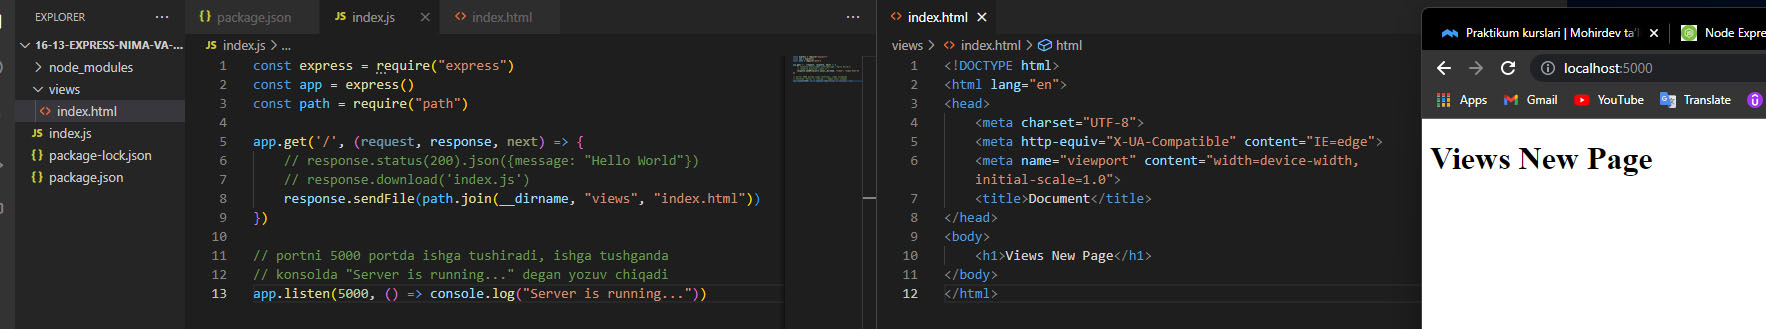 EXPLORER
16-13-EXPRESS-NIMA-VA-...
node_modules
views
index.html
index.js
package-lock.json
package.json
package.json
index.js
index.html
index.js > ...
1 const express = require("express")
2 const app = express()
3 const path = require("path")
4
5 app.get('/', (request, response, next) => {
6 // response.status(200).json({message: "Hello World"})
7 // response.download('index.js')
8 response.sendFile(path.join(__dirname, "views", "index.html"))
9 })
10
11 // portni 5000 portda ishga tushiradi, ishga tushganda
12 // konsolda "Server is running..." degan yozuv chiqadi
13 app.listen(5000, () => console.log("Server is running..."))
index.html
views > index.html > html
1 <!DOCTYPE html>
2 <html lang="en">
3 <head>
4 <meta charset="UTF-8">
5 <meta http-equiv="X-UA-Compatible" content="IE=edge">
6 <meta name="viewport" content="width=device-width,
initial-scale=1.0">
7 <title>Document</title>
8 </head>
9 <body>
10 <h1>Views New Page</h1>
11 </body>
12 </html>
Praktikum kurslari | Mohirdev ta'l
Node Expre
localhost:5000
Apps
Gmail
YouTube
Translate
Views New Page